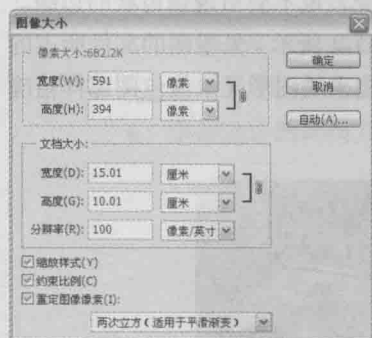 图像大小
像素大小:682.2K
确定
宽度(W): 591 像素
取消
高度(H): 394 像素
自动(A)...
文档大小:
宽度(D): 15.01 厘米
高度(G): 10.01 厘米
分辨率(R): 100 像素/英寸
缩放样式(Y)
约束比例(C)
重定图像像素(I):
两次立方(适用于平滑渐变)